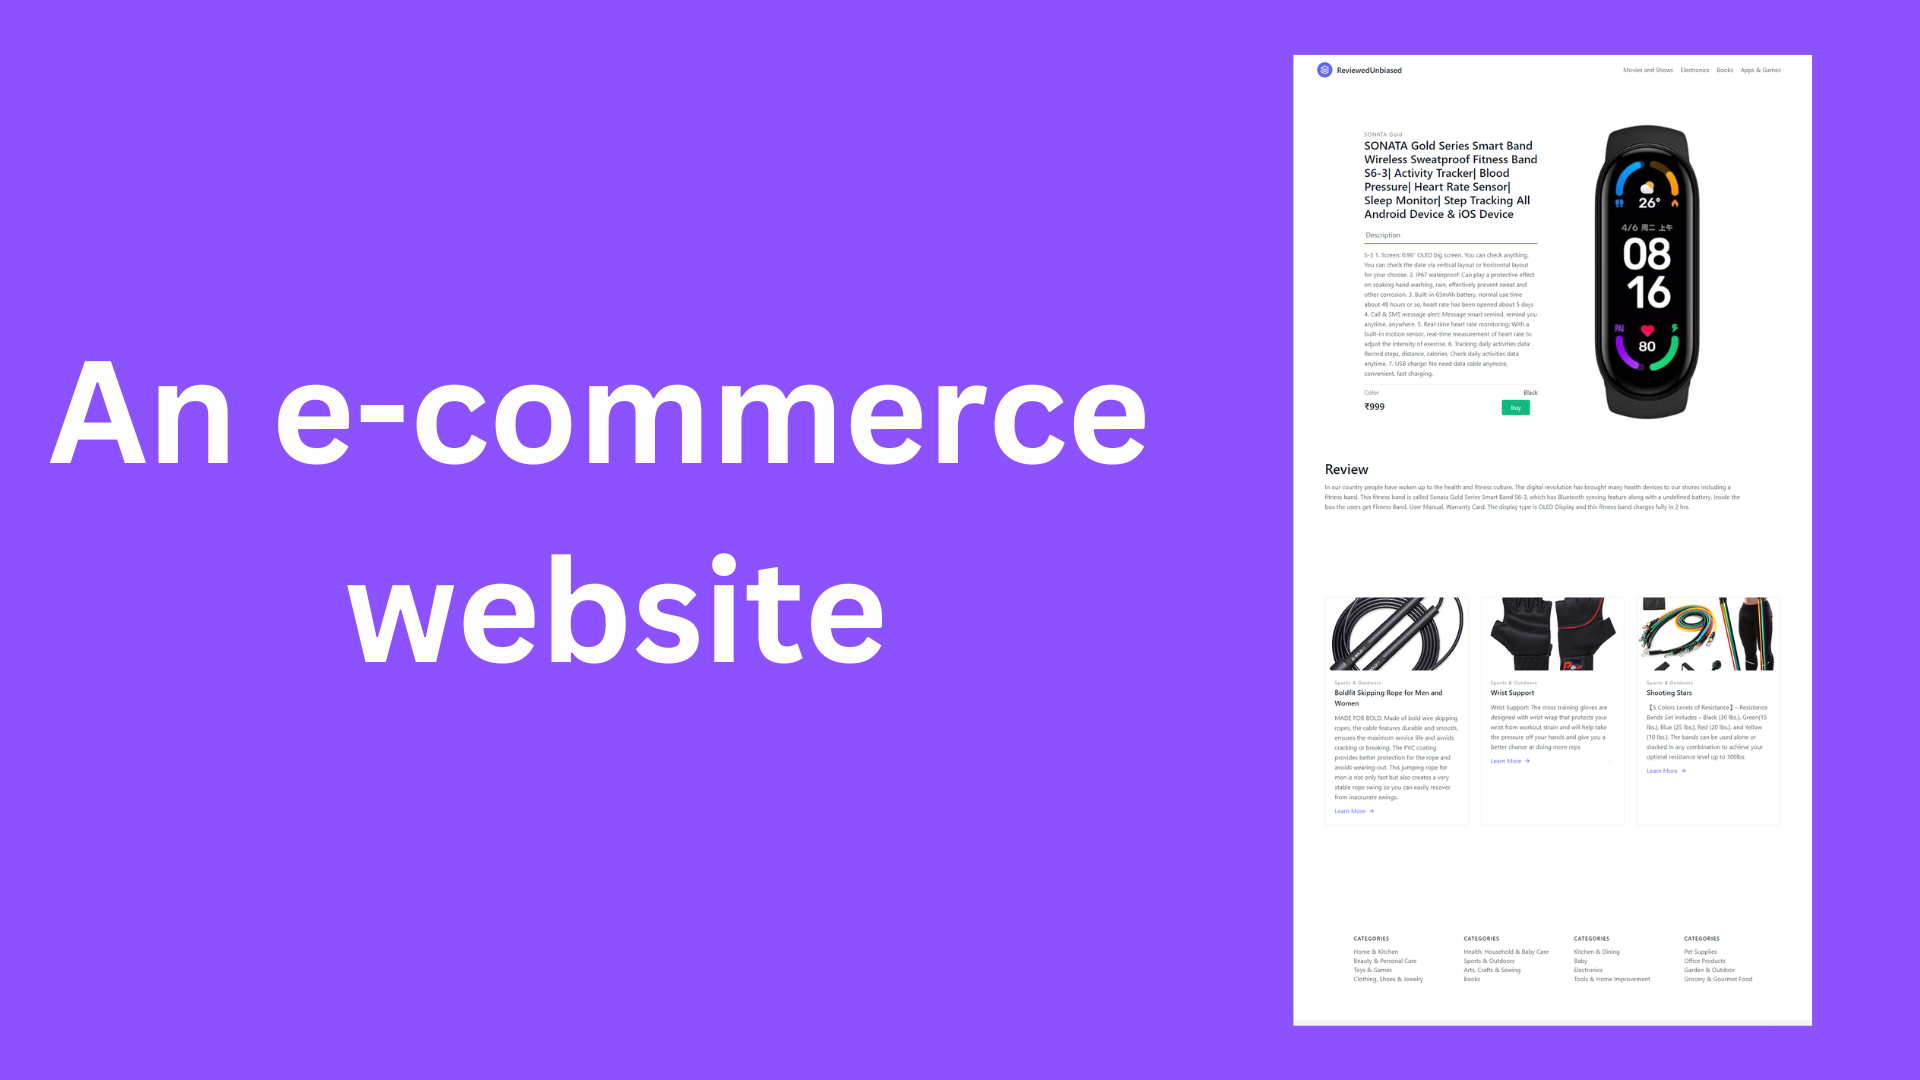 An e-commerce
website
ReviewedUnbiased
Movies and Shows Electronics Books Apps & Games
SONATA Gold
SONATA Gold Series Smart Band
Wireless Sweatproof Fitness Band
S6-3| Activity Tracker| Blood
Pressure| Heart Rate Sensor|
Sleep Monitor| Step Tracking All
Android Device & iOS Device
Description
S-3 1. Screen: 0.96" OLED big screen. You can check anything.
You can check the date via vertical layout or horizontal layout
for your choose. 2. IP67 waterproof: Can play a protective effect
on soaking hand washing, rain, effectively prevent sweat and
other corrosion. 3. Built-in 65mAh battery, normal use time
about 48 hours or so, heart rate has been opened about 5 days
4. Call & SMS message alert: Message smart remind, remind you
anytime, anywhere. 5. Real-time heart rate monitoring: With a
built-in motion sensor, real-time measurement of heart rate to
adjust the intensity of exercise. 6. Tracking daily activities data:
Record steps, distance, calories. Check daily activities data
anytime. 7. USB charge: No need data cable anymore,
convenient, fast charging.
Color Black
₹999 Buy
26°
4/6 周二 上午
08
16
PAI
80
Review
In our country people have woken up to the health and fitness culture. The digital revolution has brought many health devices to our shores including a
fitness band. This fitness band is called Sonata Gold Series Smart Band S6-3, which has Bluetooth syncing feature along with a undefined battery. Inside the
box the users get Fitness Band, User Manual, Warranty Card. The display type is OLED Display and this fitness band charges fully in 2 hrs.
Sports & Outdoors
Boldfit Skipping Rope for Men and
Women
MADE FOR BOLD: Made of bold wire skipping
ropes, the cable features durable and smooth,
ensures the maximum service life and avoids
cracking or breaking. The PVC coating
provides better protection for the rope and
avoids wearing-out. This jumping rope for
men is not only fast but also creates a very
stable rope swing so you can easily recover
from inaccurate swings.
Learn More →
Sports & Outdoors
Wrist Support
Wrist Support: The cross training gloves are
designed with wrist wrap that protects your
wrist from workout strain and will help take
the pressure off your hands and give you a
better chance at doing more reps
Learn More →
Sports & Outdoors
Shooting Stars
【5 Colors Levels of Resistance】- Resistance
Bands Set includes – Black (30 lbs.), Green(15
lbs.), Blue (25 lbs.), Red (20 lbs.), and Yellow
(10 lbs.). The bands can be used alone or
stacked in any combination to achieve your
optimal resistance level up to 100lbs.
Learn More →
CATEGORIES
Home & Kitchen
Beauty & Personal Care
Toys & Games
Clothing, Shoes & Jewelry
CATEGORIES
Health, Household & Baby Care
Sports & Outdoors
Arts, Crafts & Sewing
Books
CATEGORIES
Kitchen & Dining
Baby
Electronics
Tools & Home Improvement
CATEGORIES
Pet Supplies
Office Products
Garden & Outdoor
Grocery & Gourmet Food